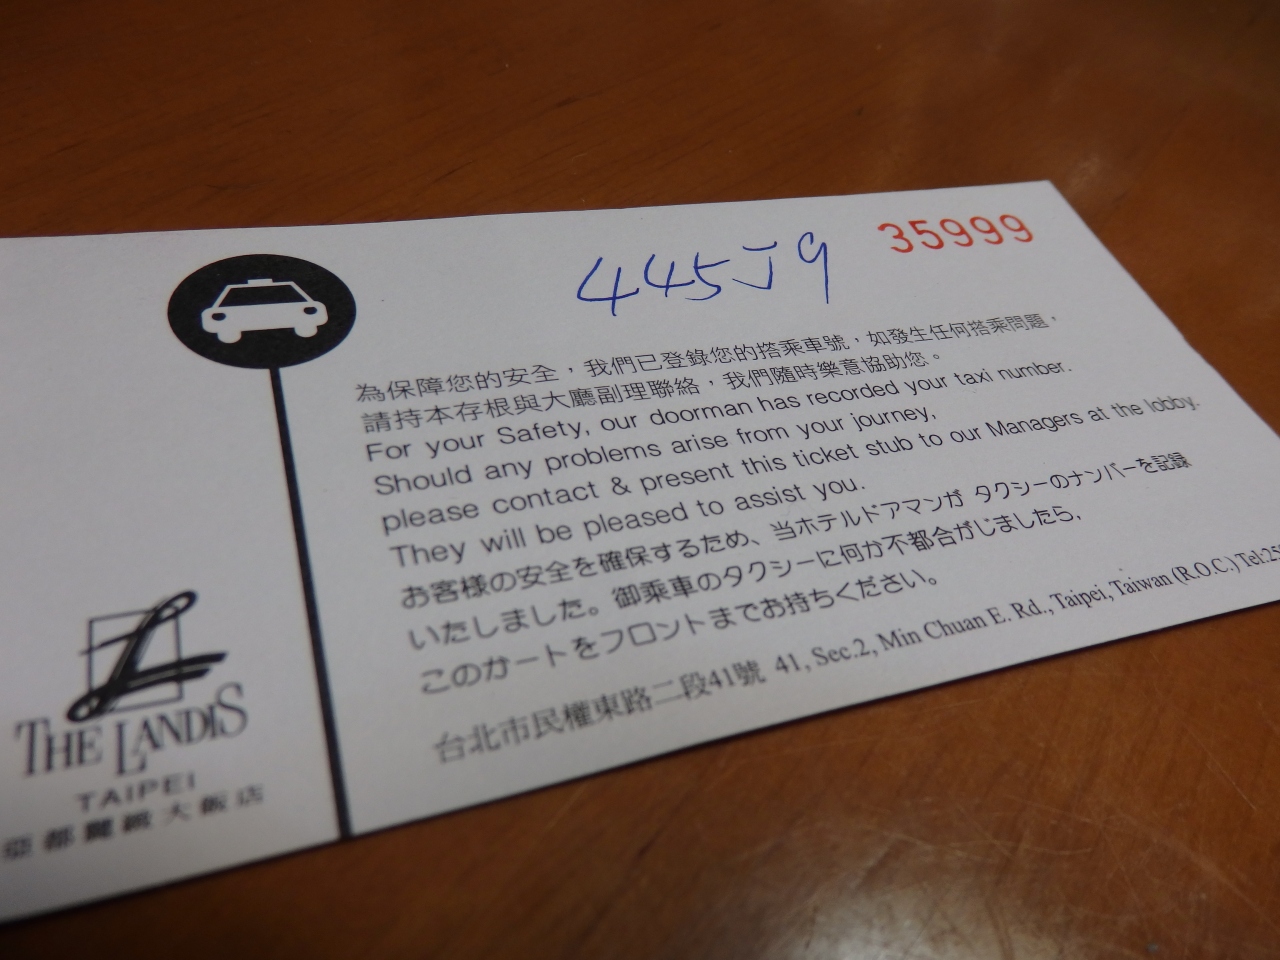 445J9
35999
為保障您的安全，我們已登錄您的搭乘車號，如發生任何搭乘問題，
請持本存根與大廳副理聯絡，我們隨時樂意協助您。
For your Safety, our doorman has recorded your taxi number.
Should any problems arise from your journey,
please contact & present this ticket stub to our Managers at the lobby.
They will be pleased to assist you.
お客様の安全を確保するため、当ホテルドアマンが タクシーのナンバーを記録
いたしました。御乗車のタクシーに何か不都合がじましたら,
このカートをフロントまでお持ちください。
台北市民權東路二段41號 41, Sec.2, Min Chuan E. Rd., Taipei, Taiwan (R.O.C.) Tel:25
THE LANDIS
TAIPEI
亞都麗緻大飯店